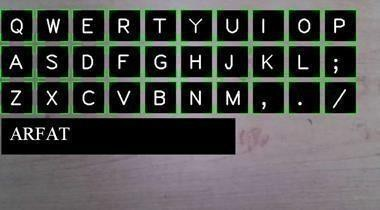 Q W E R T Y U I O P
A S D F G H J K L ;
Z X C V B N M , . /
ARFAT